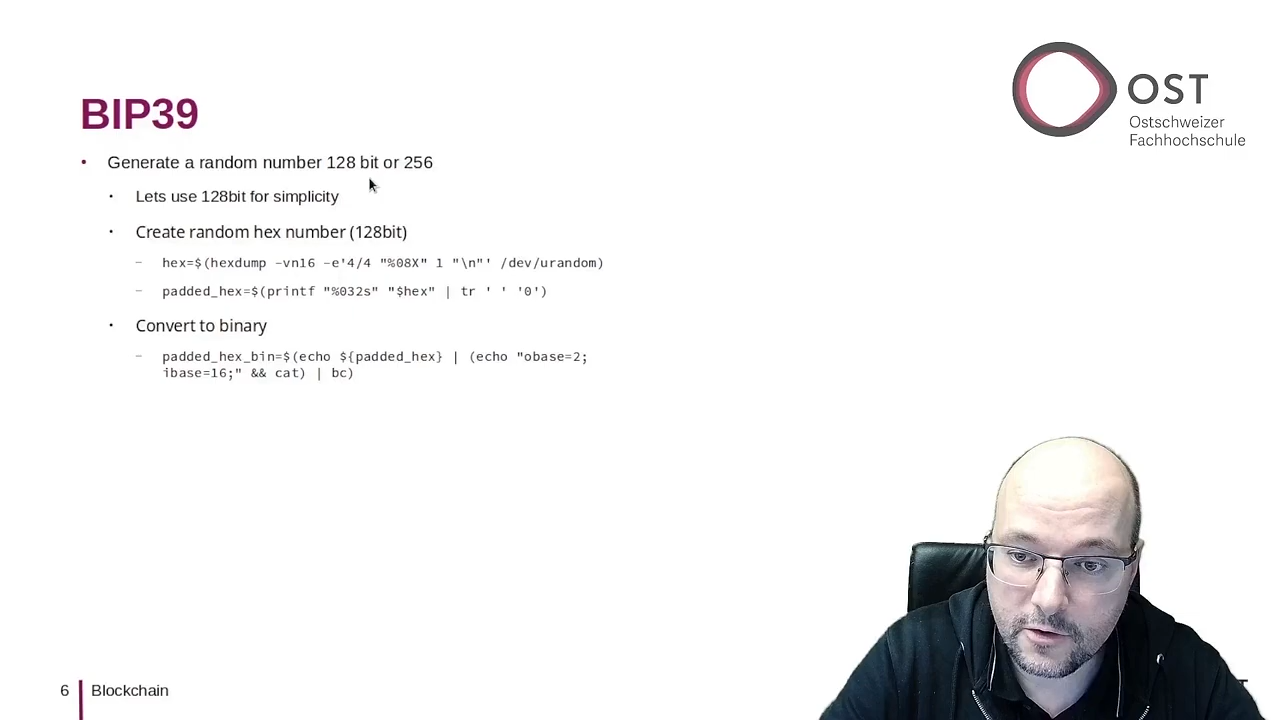 OST
Ostschweizer
Fachhochschule
BIP39
• Generate a random number 128 bit or 256
• Lets use 128bit for simplicity
• Create random hex number (128bit)
– hex=$(hexdump -vn16 -e'4/4 "%08X" 1 "\n"' /dev/urandom)
– padded_hex=$(printf "%032s" "$hex" | tr ' ' '0')
• Convert to binary
– padded_hex_bin=$(echo ${padded_hex} | (echo "obase=2;
ibase=16;" && cat) | bc)
6 Blockchain